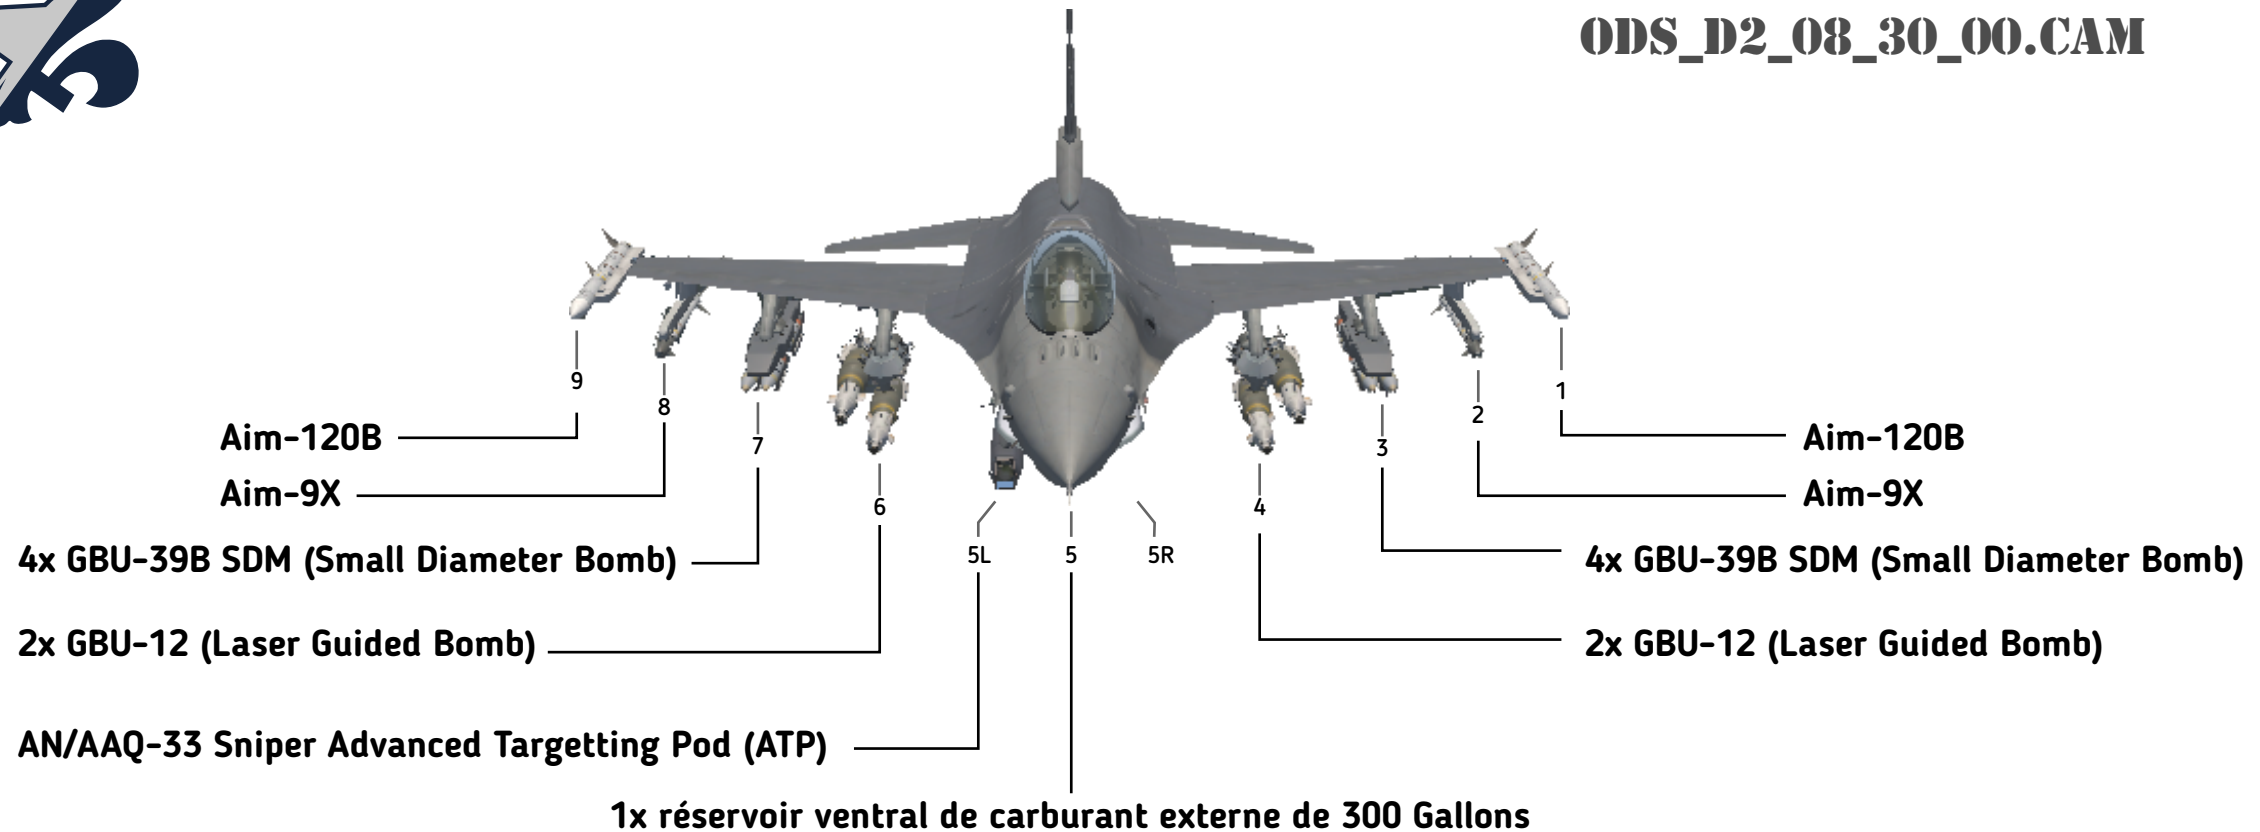 ODS_D2_08_30_00.CAM
9
8
7
6
5L
5
5R
4
3
2
1
Aim-120B
Aim-9X
4x GBU-39B SDM (Small Diameter Bomb)
2x GBU-12 (Laser Guided Bomb)
AN/AAQ-33 Sniper Advanced Targetting Pod (ATP)
1x réservoir ventral de carburant externe de 300 Gallons
Aim-120B
Aim-9X
4x GBU-39B SDM (Small Diameter Bomb)
2x GBU-12 (Laser Guided Bomb)